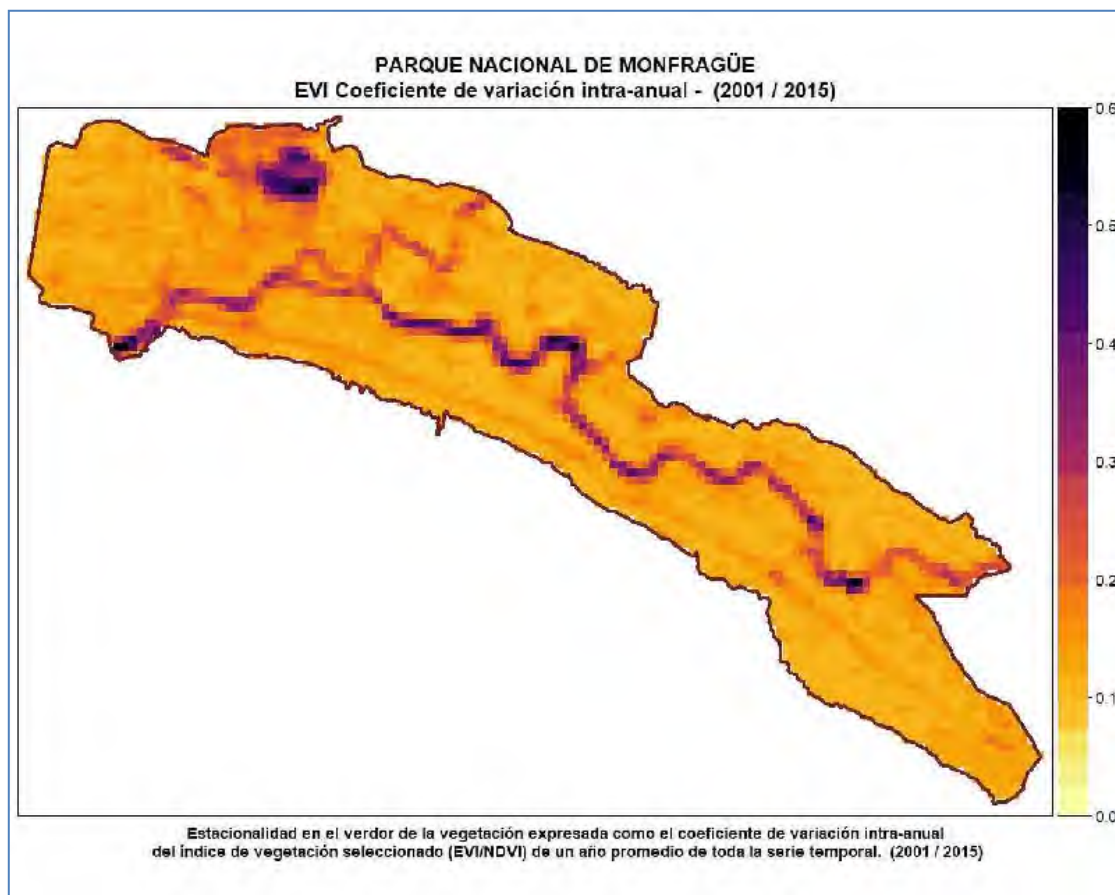 PARQUE NACIONAL DE MONFRAGÜE
EVI Coeficiente de variación intra-anual - (2001 / 2015)
0.6
0.5
0.4
0.3
0.2
0.1
0.0
Estacionalidad en el verdor de la vegetación expresada como el coeficiente de variación intra-anual
del índice de vegetación seleccionado (EVI/NDVI) de un año promedio de toda la serie temporal. (2001 / 2015)